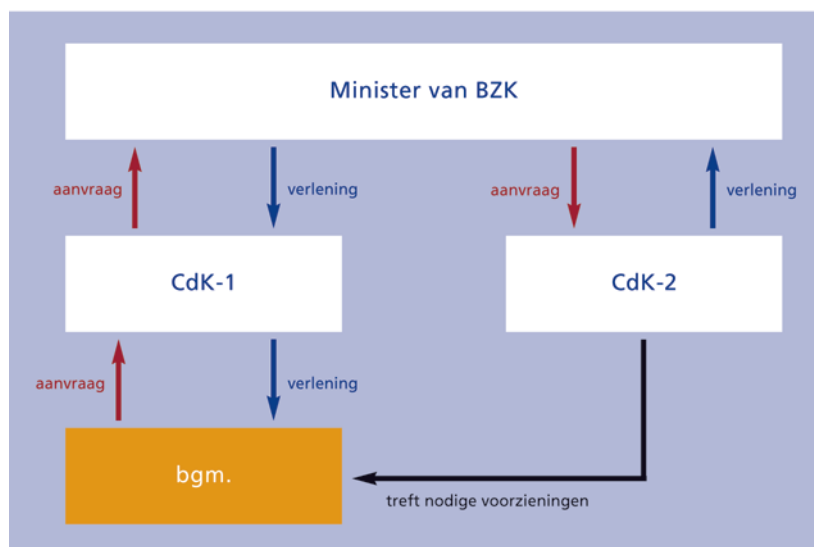 Minister van BZK
aanvraag
verlening
aanvraag
verlening
CdK-1
CdK-2
aanvraag
verlening
bgm.
treft nodige voorzieningen